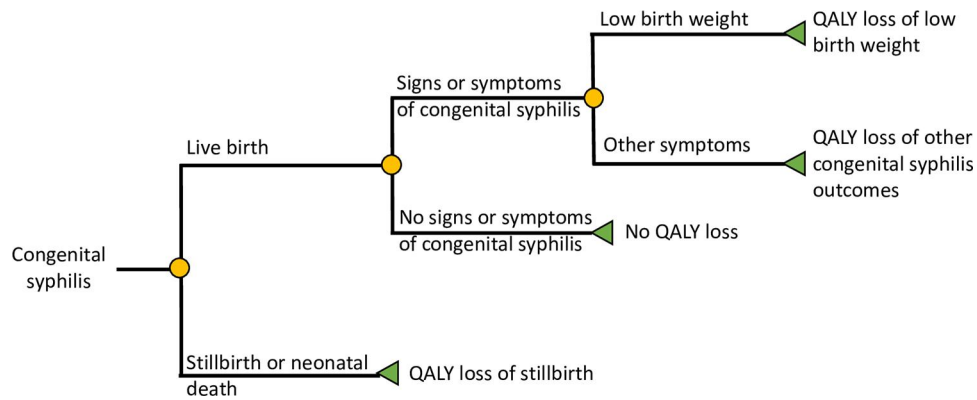 Low birth weight
QALY loss of low
birth weight
Signs or symptoms
of congenital syphilis
Other symptoms
QALY loss of other
congenital syphilis
outcomes
Live birth
No signs or symptoms
of congenital syphilis
No QALY loss
Congenital
syphilis
Stillbirth or neonatal
death
QALY loss of stillbirth